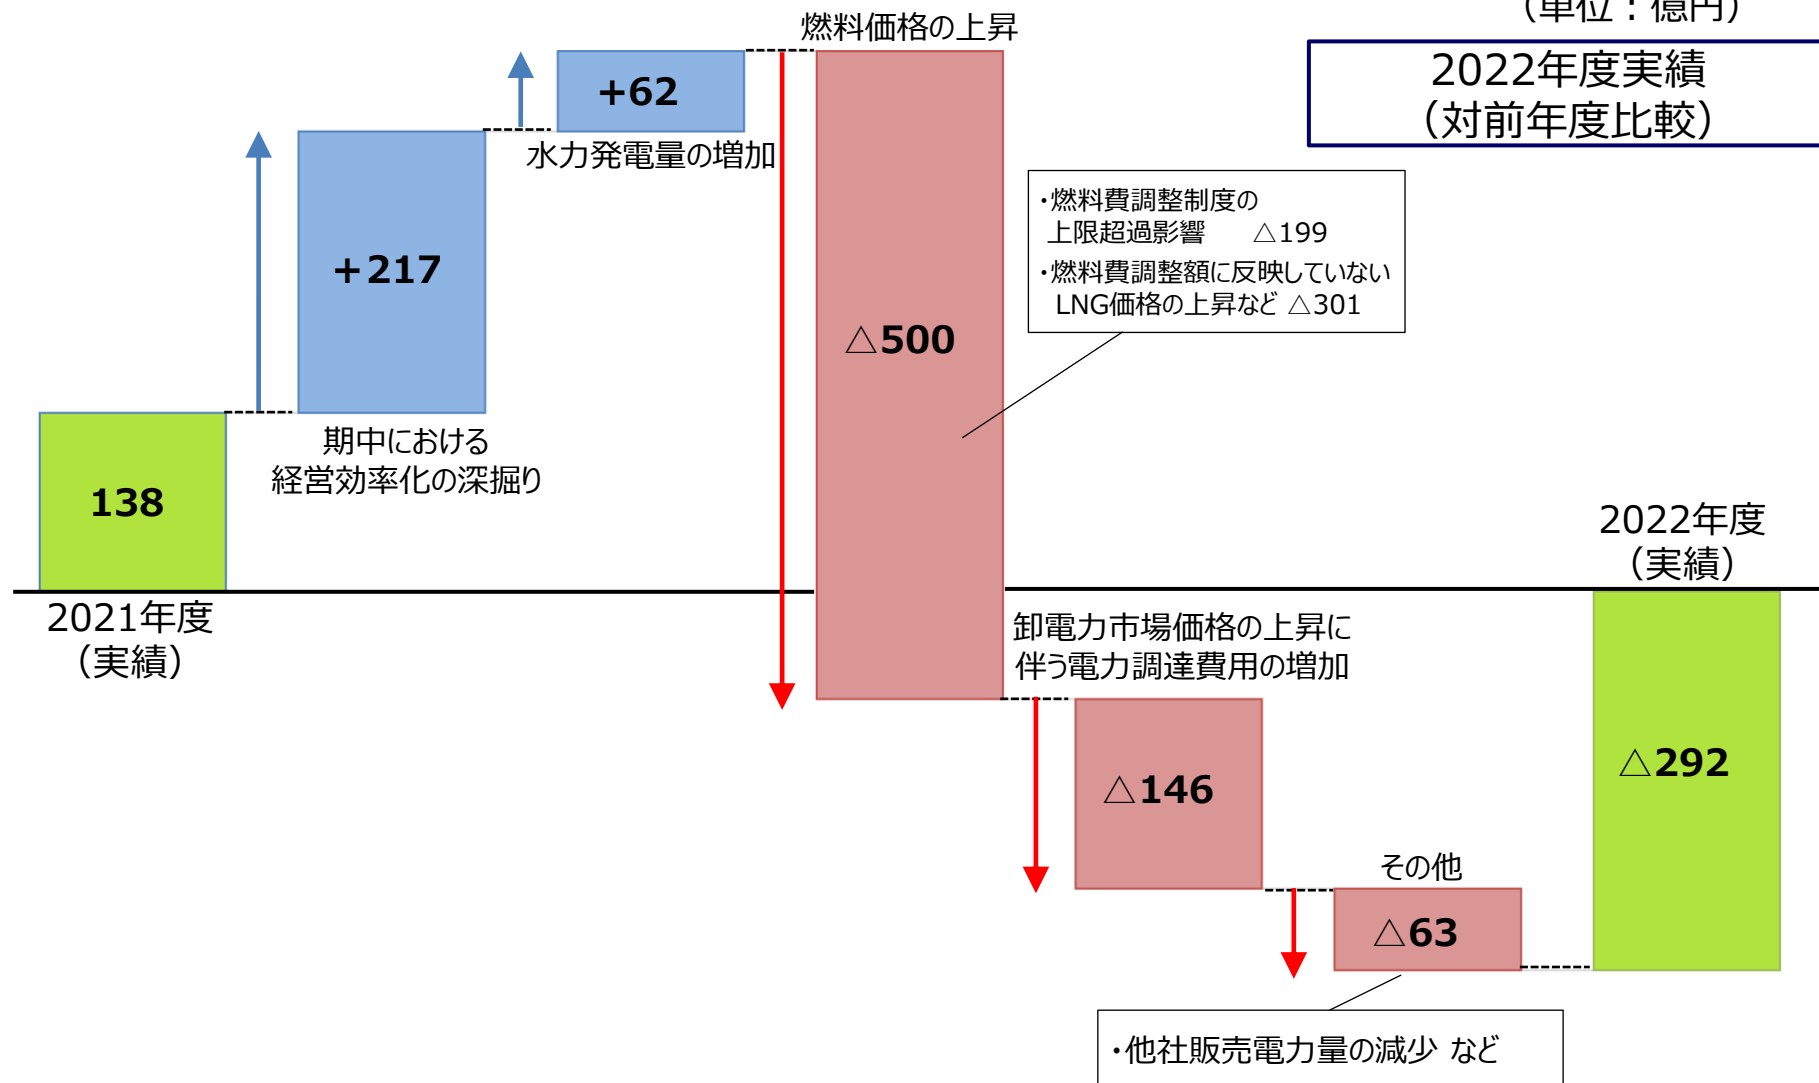 （単位：億円）
2022年度実績
（対前年度比較）
燃料価格の上昇
+62
水力発電量の増加
+217
期中における
経営効率化の深掘り
138
2021年度
（実績）
△500
・燃料費調整制度の
上限超過影響　△199
・燃料費調整額に反映していない
LNG価格の上昇など △301
卸電力市場価格の上昇に
伴う電力調達費用の増加
△146
その他
△63
・他社販売電力量の減少 など
2022年度
（実績）
△292